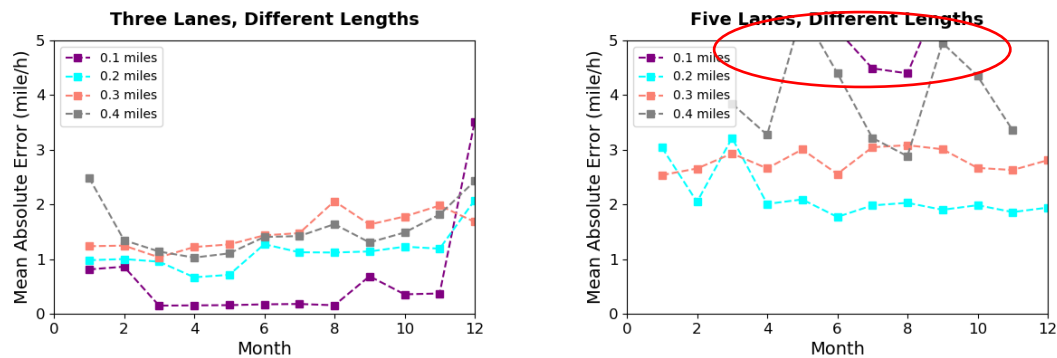 Three Lanes, Different Lengths
5
4
3
2
1
0
0
2
4
6
8
10
12
Mean Absolute Error (mile/h)
Month
0.1 miles
0.2 miles
0.3 miles
0.4 miles
Five Lanes, Different Lengths
5
4
3
2
1
0
0
2
4
6
8
10
12
Mean Absolute Error (mile/h)
Month
0.1 miles
0.2 miles
0.3 miles
0.4 miles